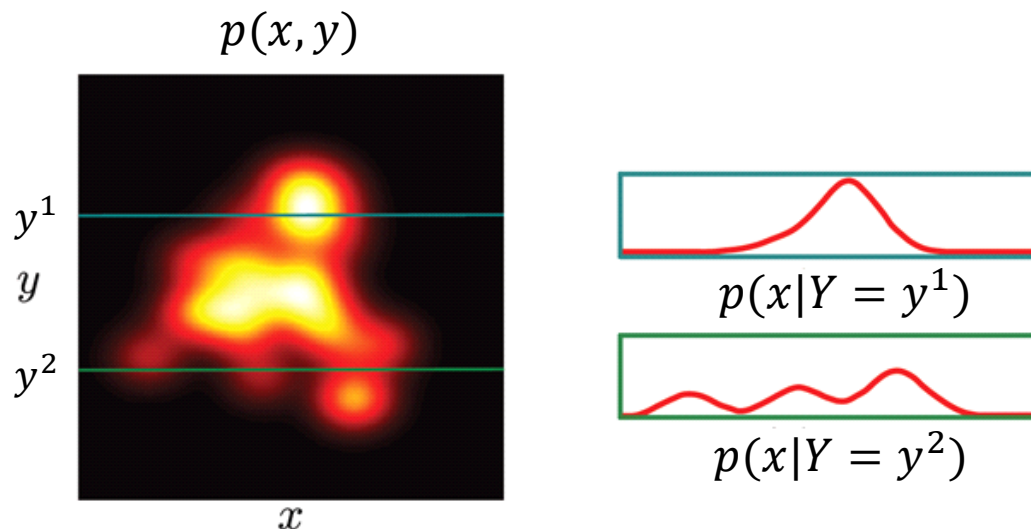 p(x, y)
y¹
y
y²
x
p(x|Y = y¹)
p(x|Y = y²)